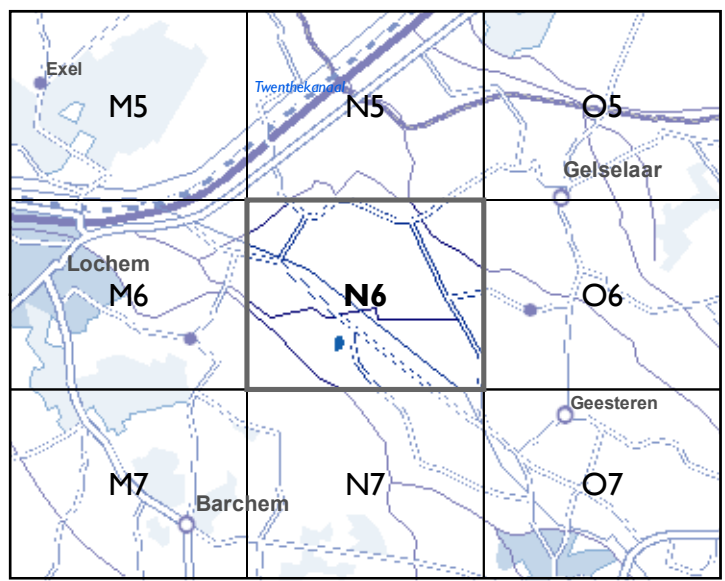 Exel
Twenthekanaal
M5
N5
O5
Gelselaar
Lochem
M6
N6
O6
Geesteren
M7
N7
O7
Barchem